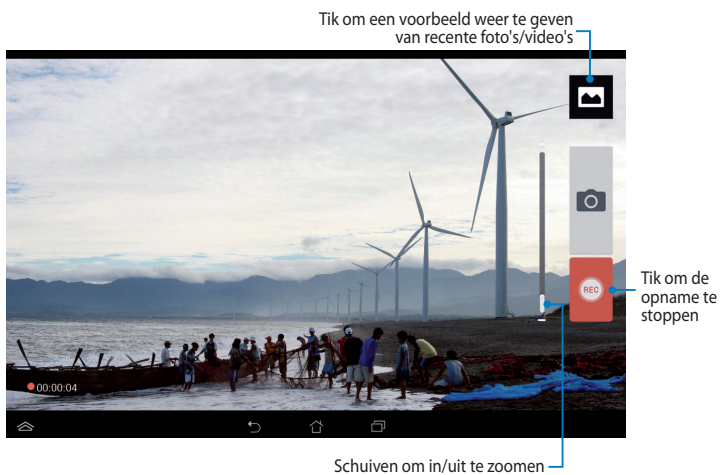 Tik om een voorbeeld weer te geven
van recente foto's/video's
REC
Tik om de
opname te
stoppen
00:00:04
Schuiven om in/uit te zoomen